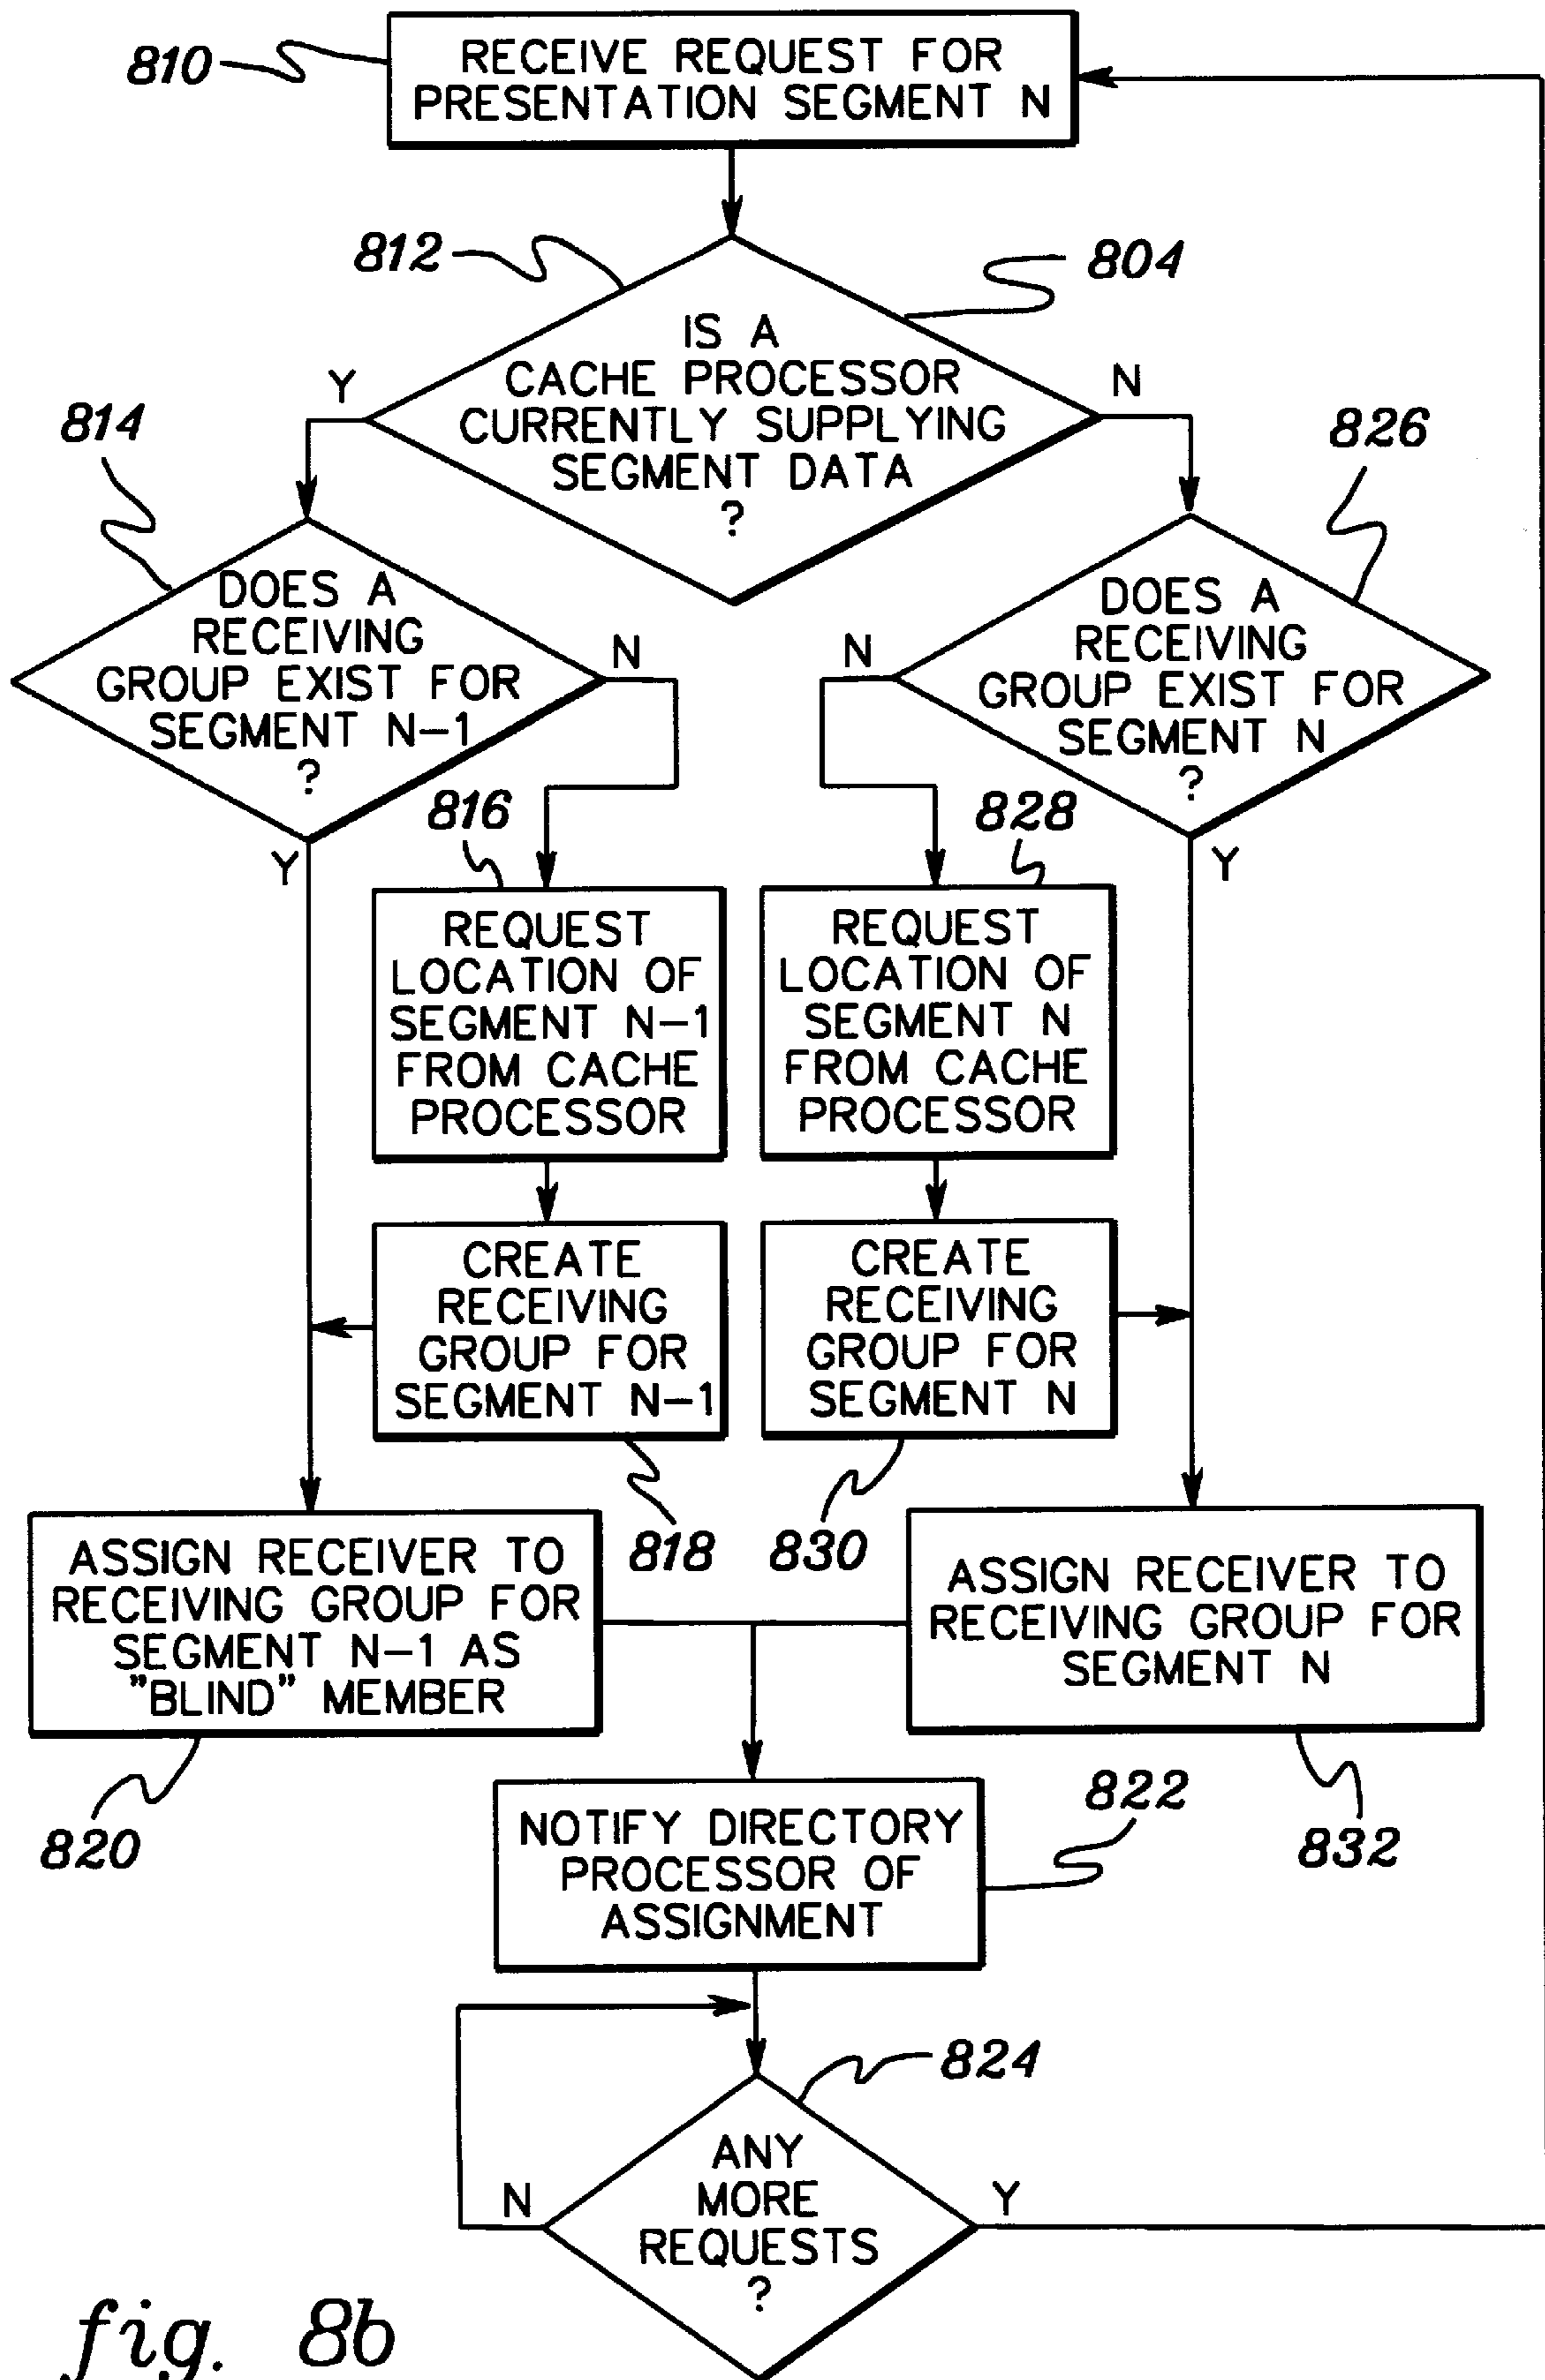 810
RECEIVE REQUEST FOR
PRESENTATION SEGMENT N
812
804
IS A
CACHE PROCESSOR
CURRENTLY SUPPLYING
SEGMENT DATA
?
Y
N
814
DOES A
RECEIVING
GROUP EXIST FOR
SEGMENT N-1
?
N
Y
826
DOES A
RECEIVING
GROUP EXIST FOR
SEGMENT N
?
N
Y
816
REQUEST
LOCATION OF
SEGMENT N-1
FROM CACHE
PROCESSOR
828
REQUEST
LOCATION OF
SEGMENT N
FROM CACHE
PROCESSOR
CREATE
RECEIVING
GROUP FOR
SEGMENT N-1
818
CREATE
RECEIVING
GROUP FOR
SEGMENT N
830
ASSIGN RECEIVER TO
RECEIVING GROUP FOR
SEGMENT N-1 AS
"BLIND" MEMBER
820
ASSIGN RECEIVER TO
RECEIVING GROUP FOR
SEGMENT N
832
NOTIFY DIRECTORY
PROCESSOR OF
ASSIGNMENT
822
824
ANY
MORE
REQUESTS
?
N
Y
fig. 8b